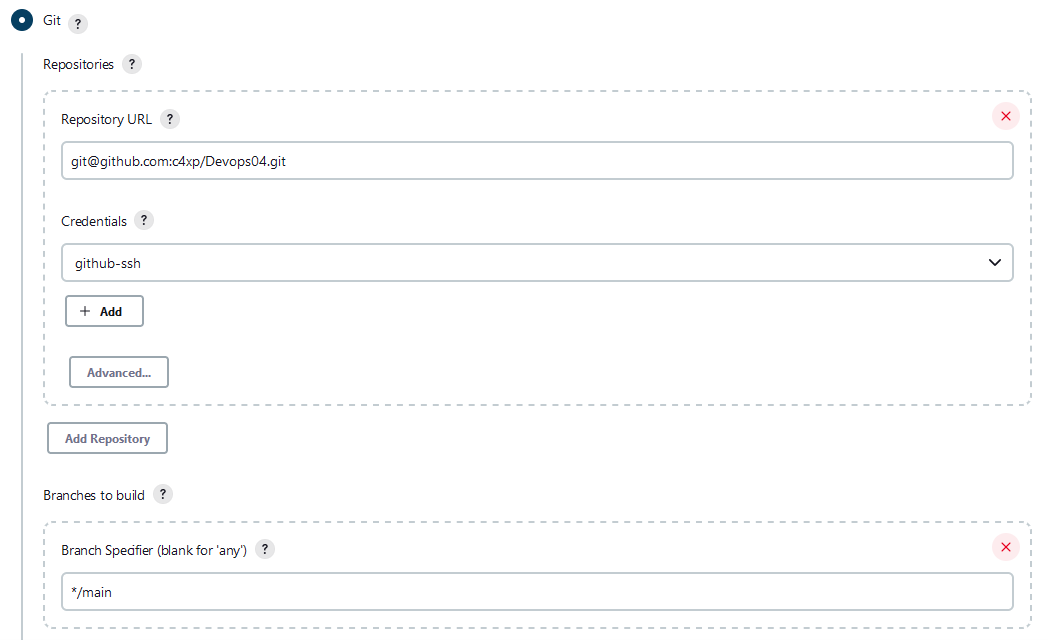 Git ?
Repositories ?
Repository URL ?
git@github.com:c4xp/Devops04.git
Credentials ?
github-ssh
+ Add
Advanced...
Add Repository
Branches to build ?
Branch Specifier (blank for 'any') ?
*/main